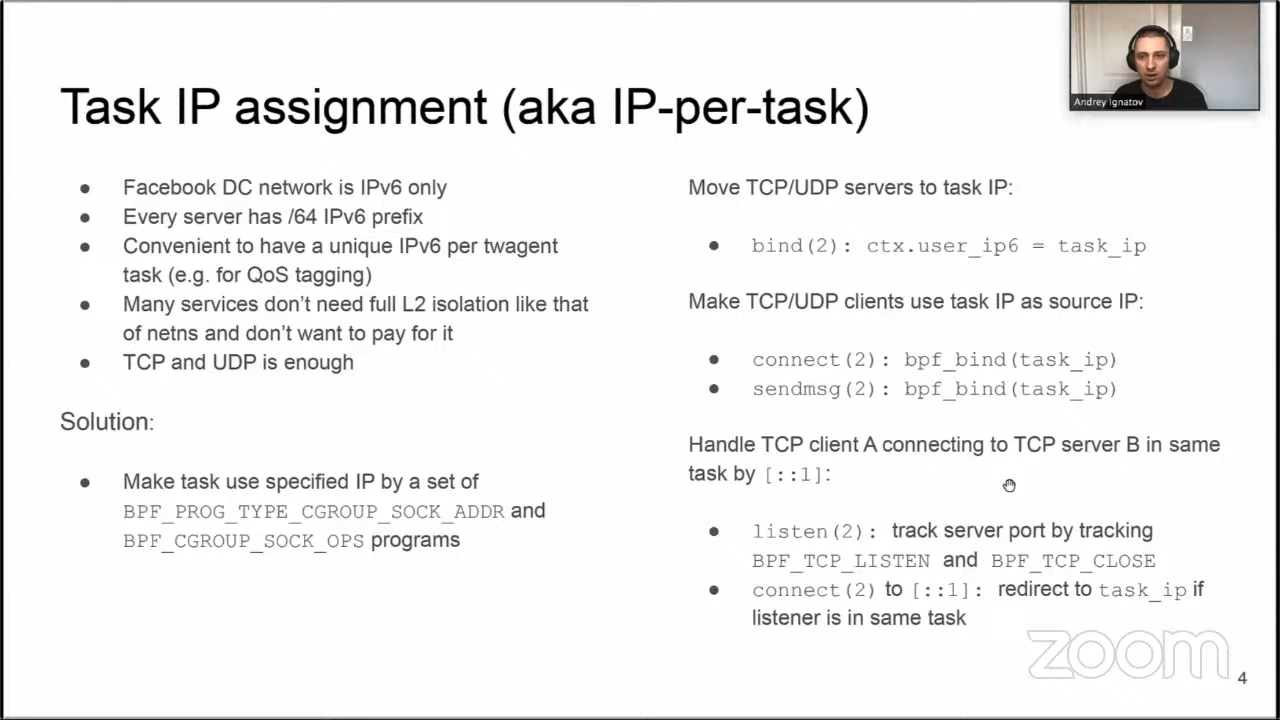 Andrey Ignatov
Task IP assignment (aka IP-per-task)
● Facebook DC network is IPv6 only
● Every server has /64 IPv6 prefix
● Convenient to have a unique IPv6 per twagent
task (e.g. for QoS tagging)
● Many services don’t need full L2 isolation like that
of netns and don’t want to pay for it
● TCP and UDP is enough
Solution:
● Make task use specified IP by a set of
BPF_PROG_TYPE_CGROUP_SOCK_ADDR and
BPF_CGROUP_SOCK_OPS programs
Move TCP/UDP servers to task IP:
● bind(2): ctx.user_ip6 = task_ip
Make TCP/UDP clients use task IP as source IP:
● connect(2): bpf_bind(task_ip)
● sendmsg(2): bpf_bind(task_ip)
Handle TCP client A connecting to TCP server B in same
task by [::1]:
● listen(2): track server port by tracking
BPF_TCP_LISTEN and BPF_TCP_CLOSE
● connect(2) to [::1]: redirect to task_ip if
listener is in same task
zoom
4